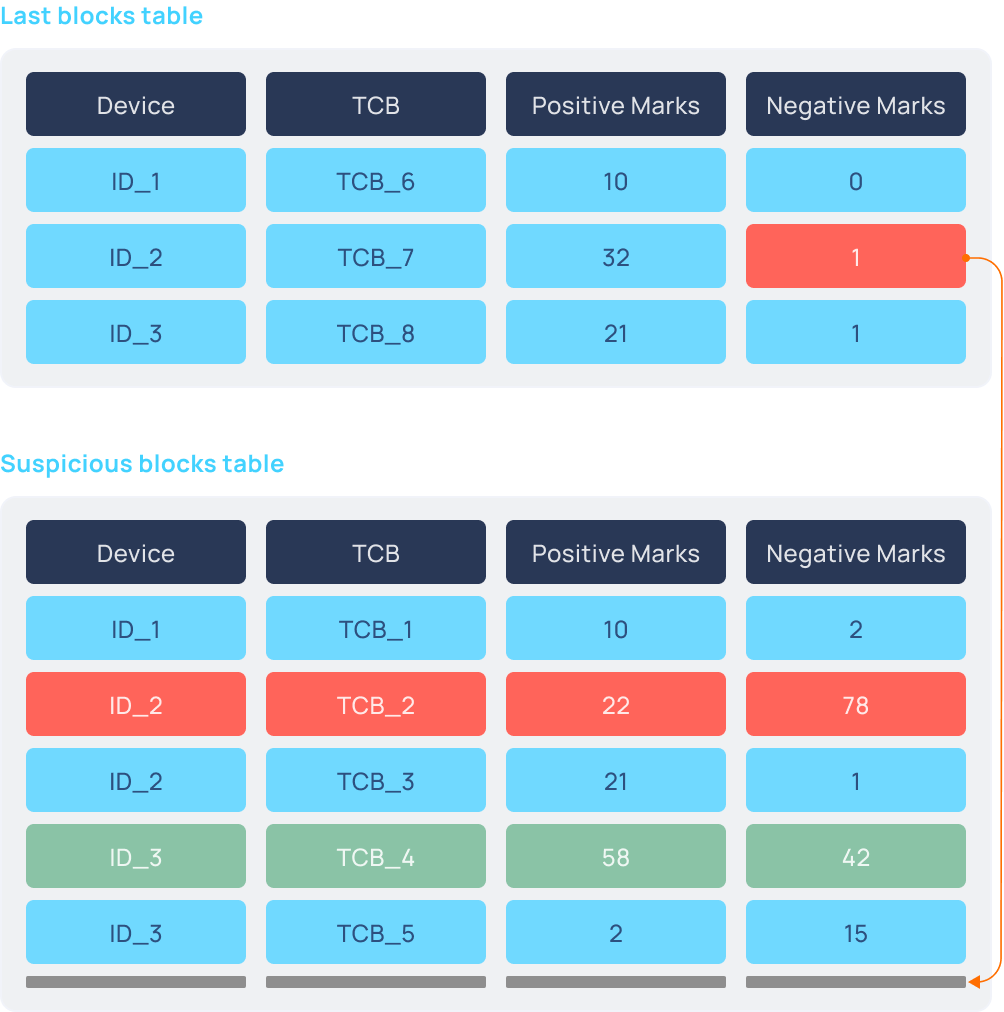 Last blocks table
Device TCB Positive Marks Negative Marks
ID_1 TCB_6 10 0
ID_2 TCB_7 32 1
ID_3 TCB_8 21 1
Suspicious blocks table
Device TCB Positive Marks Negative Marks
ID_1 TCB_1 10 2
ID_2 TCB_2 22 78
ID_2 TCB_3 21 1
ID_3 TCB_4 58 42
ID_3 TCB_5 2 15